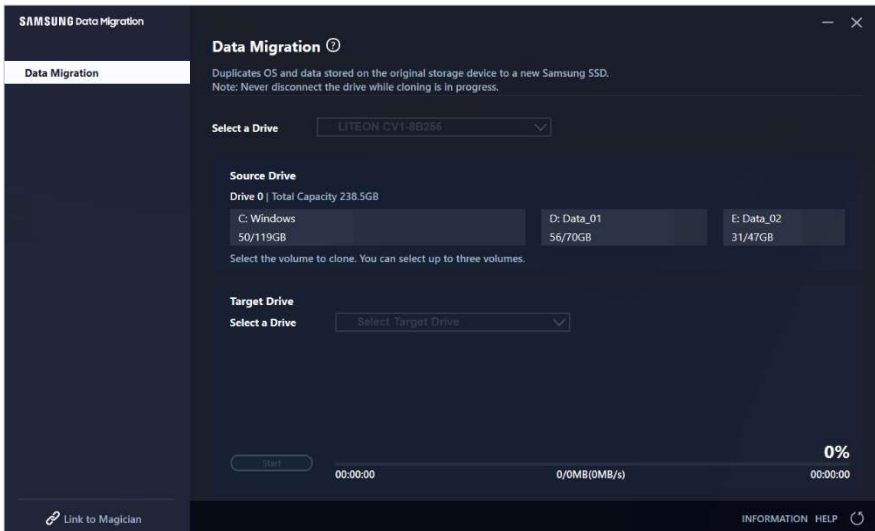 SAMSUNG Data Migration
Data Migration
Data Migration ?
Duplicates OS and data stored on the original storage device to a new Samsung SSD.
Note: Never disconnect the drive while cloning is in progress.
Select a Drive LITEON CV1-8B256
Source Drive
Drive 0 | Total Capacity 238.5GB
C: Windows D: Data_01 E: Data_02
50/119GB 56/70GB 31/47GB
Select the volume to clone. You can select up to three volumes.
Target Drive
Select a Drive Select Target Drive
0%
Start
00:00:00 0/0MB(0MB/s) 00:00:00
Link to Magician
INFORMATION HELP